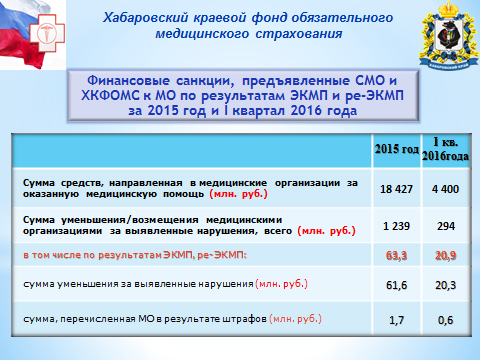 Хабаровский краевой фонд обязательного
медицинского страхования
Финансовые санкции, предъявленные СМО и
ХКФОМС к МО по результатам ЭКМП и ре-ЭКМП
за 2015 год и I квартал 2016 года
2015 год
I кв.
2016года
Сумма средств, направленная в медицинские организации за
оказанную медицинскую помощь (млн. руб.)
18 427
4 400
Сумма уменьшения/возмещения медицинскими
организациями за выявленные нарушения, всего (млн. руб.)
1 239
294
в том числе по результатам ЭКМП, ре-ЭКМП:
63,3
20,9
сумма уменьшения за выявленные нарушения (млн. руб.)
61,6
20,3
сумма, перечисленная МО в результате штрафов (млн. руб.)
1,7
0,6